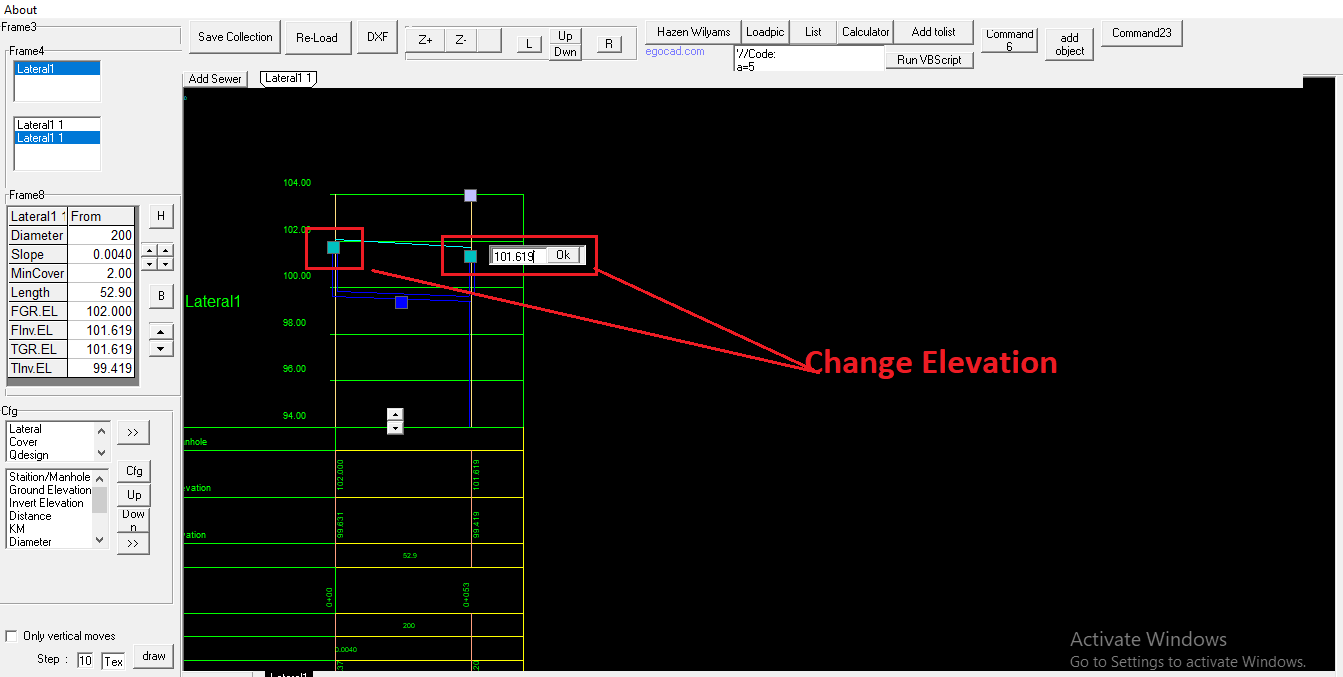 About
Frame3
Save Collection
Re-Load
DXF
Z+
Z-
L
Up
Dwn
R
Hazen Wilyams
Loadpic
List
Calculator
Add tolist
Command
6
add
object
Command23
egocad.com
'//Code:
a=5
Run VBScript
Frame4
Lateral1
Lateral1 1
Lateral1 1
Add Sewer
Lateral1 1
Frame8
Lateral1 1 From
Diameter 200
Slope 0.0040
MinCover 2.00
Length 52.90
FGR.EL 102.000
FInv.EL 101.619
TGR.EL 101.619
TInv.EL 99.419
H
B
104.00
102.00
100.00
98.00
96.00
94.00
101.619
Ok
Lateral1
Change Elevation
Cfg
Lateral
Cover
Qdesign
>>
Staition/Manhole
Ground Elevation
Invert Elevation
Distance
KM
Diameter
Cfg
Up
Dow
n
>>
anhole
evation
102.000
101.619
vation
99.631
99.419
52.9
0+00
0+053
200
0.0040
37
20
Only vertical moves
Step :
10
Tex
draw
Lateral1
Activate Windows
Go to Settings to activate Windows.